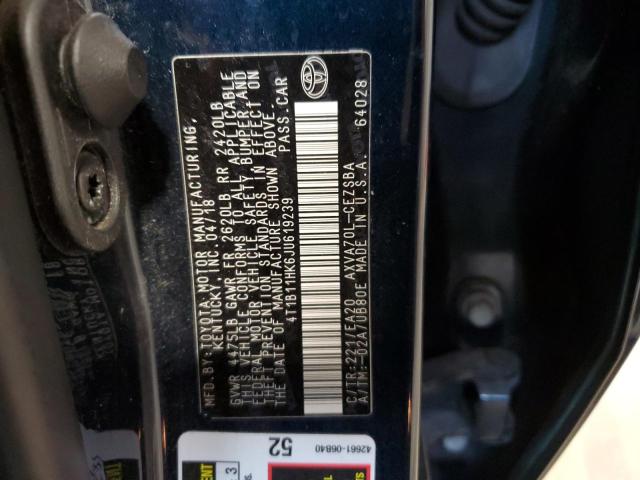 MFD.BY: TOYOTA MOTOR MANUFACTURING,
KENTUCKY, INC. 04/18
GVWR 4475LB GAWR FR 2620LB RR 2420LB
THIS VEHICLE CONFORMS TO ALL APPLICABLE
FEDERAL MOTOR VEHICLE SAFETY, BUMPER, AND
THEFT PREVENTION STANDARDS IN EFFECT ON
THE DATE OF MANUFACTURE SHOWN ABOVE.
4T1B11HK6JU619239 PASS.CAR
C/TR:221/EA20 AXVA70L-CEZSBA
A/TM:-02A/UB80E MADE IN U.S.A. 64028
42661-06B40
52